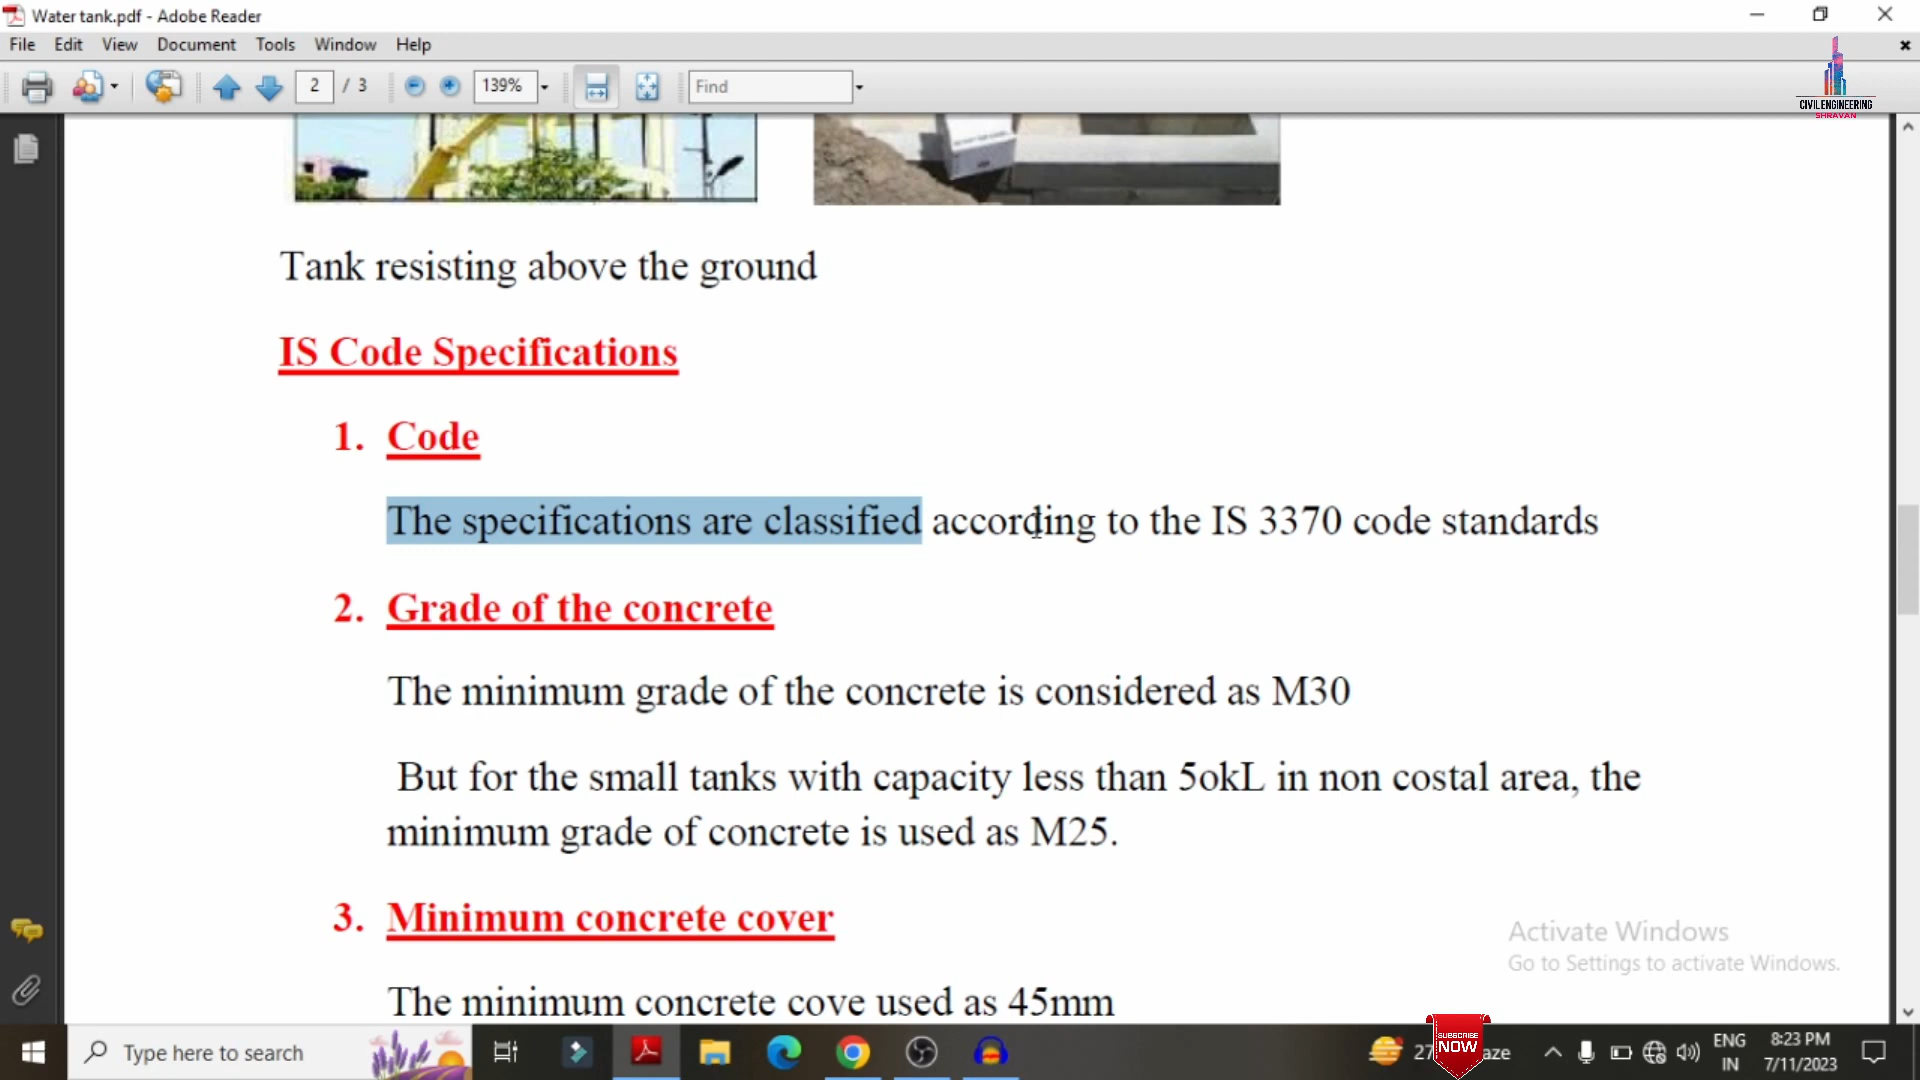 Water tank.pdf - Adobe Reader
File Edit View Document Tools Window Help
2 / 3 139% Find
CIVIL ENGINEERING
SHRAVAN
Tank resisting above the ground
IS Code Specifications
1. Code
The specifications are classified according to the IS 3370 code standards
2. Grade of the concrete
The minimum grade of the concrete is considered as M30
But for the small tanks with capacity less than 5okL in non costal area, the
minimum grade of concrete is used as M25.
3. Minimum concrete cover
The minimum concrete cove used as 45mm
Activate Windows
Go to Settings to activate Windows.
Type here to search
SUBSCRIBE
NOW
ENG
IN
8:23 PM
7/11/2023